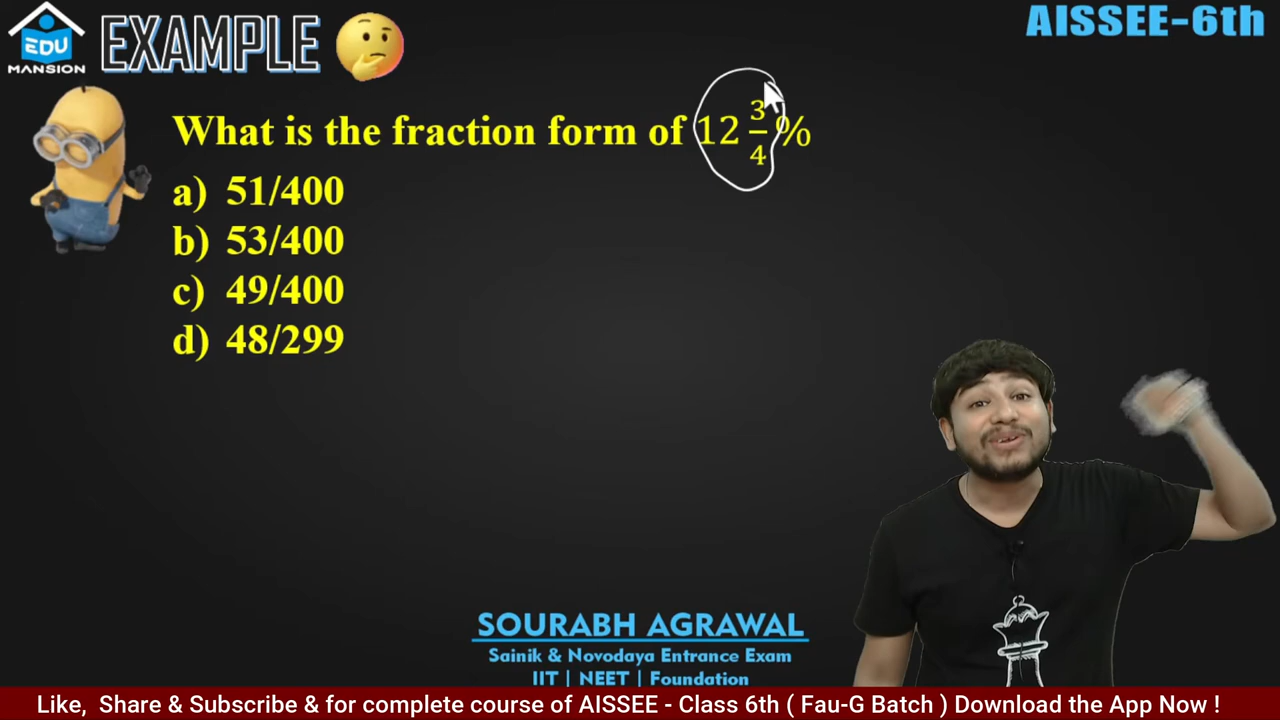 EDU
MANSION
EXAMPLE
AISSEE-6th
What is the fraction form of 12 3/4 %
a) 51/400
b) 53/400
c) 49/400
d) 48/299
SOURABH AGRAWAL
Sainik & Novodaya Entrance Exam
IIT | NEET | Foundation
Like, Share & Subscribe & for complete course of AISSEE - Class 6th ( Fau-G Batch ) Download the App Now !